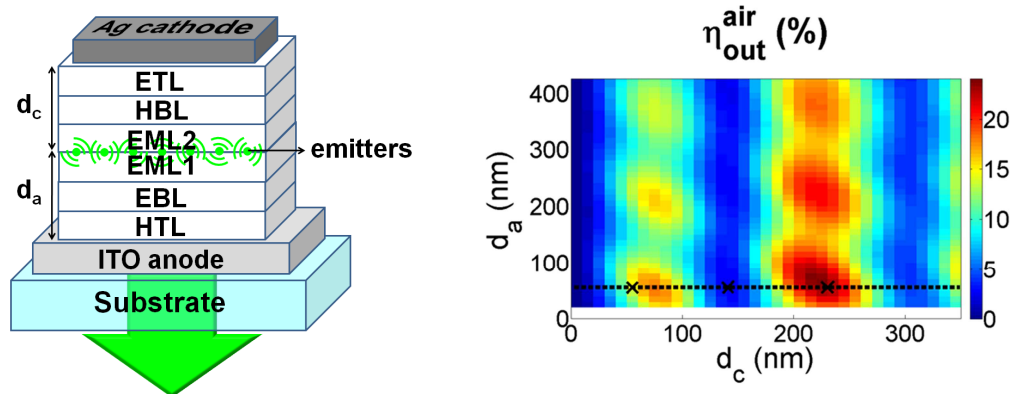 Ag cathode
ETL
HBL
EML2
EML1
EBL
HTL
ITO anode
Substrate
d_c
d_a
emitters
η_out^air (%)
400
300
200
100
0
d_a (nm)
0 100 200 300
d_c (nm)
20
15
10
5
0